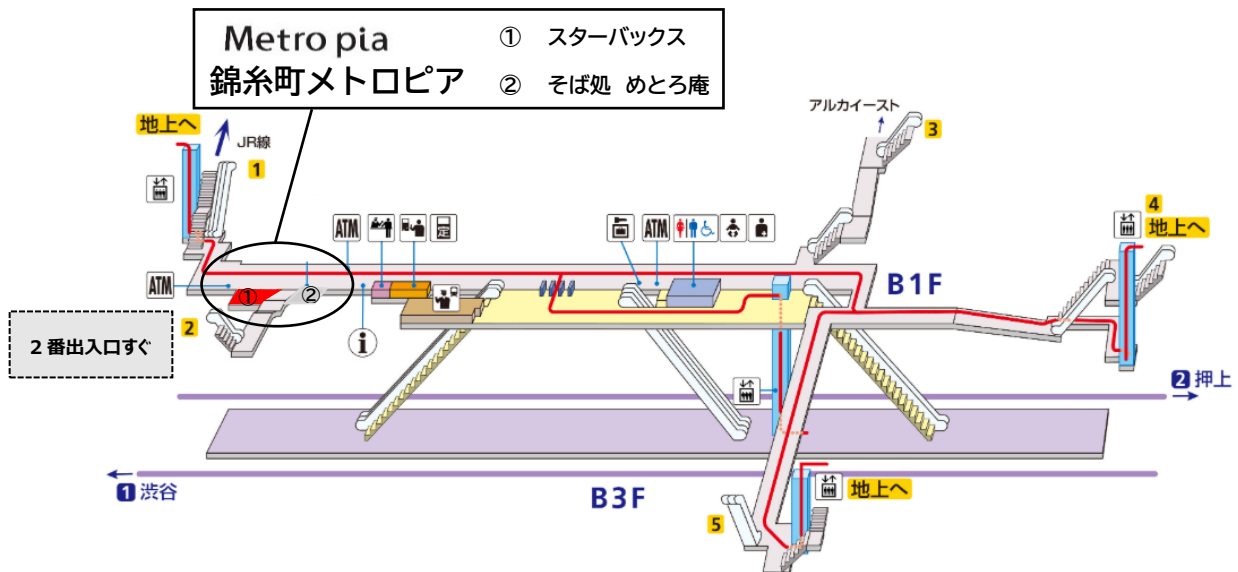 Metro pia
錦糸町メトロピア
① スターバックス
② そば処 めとろ庵
アルカイースト
3
地上へ
JR線
1
4
地上へ
ATM
ATM
ATM
①
②
B1F
2
2番出入口すぐ
i
2 押上
1 渋谷
B3F
地上へ
5